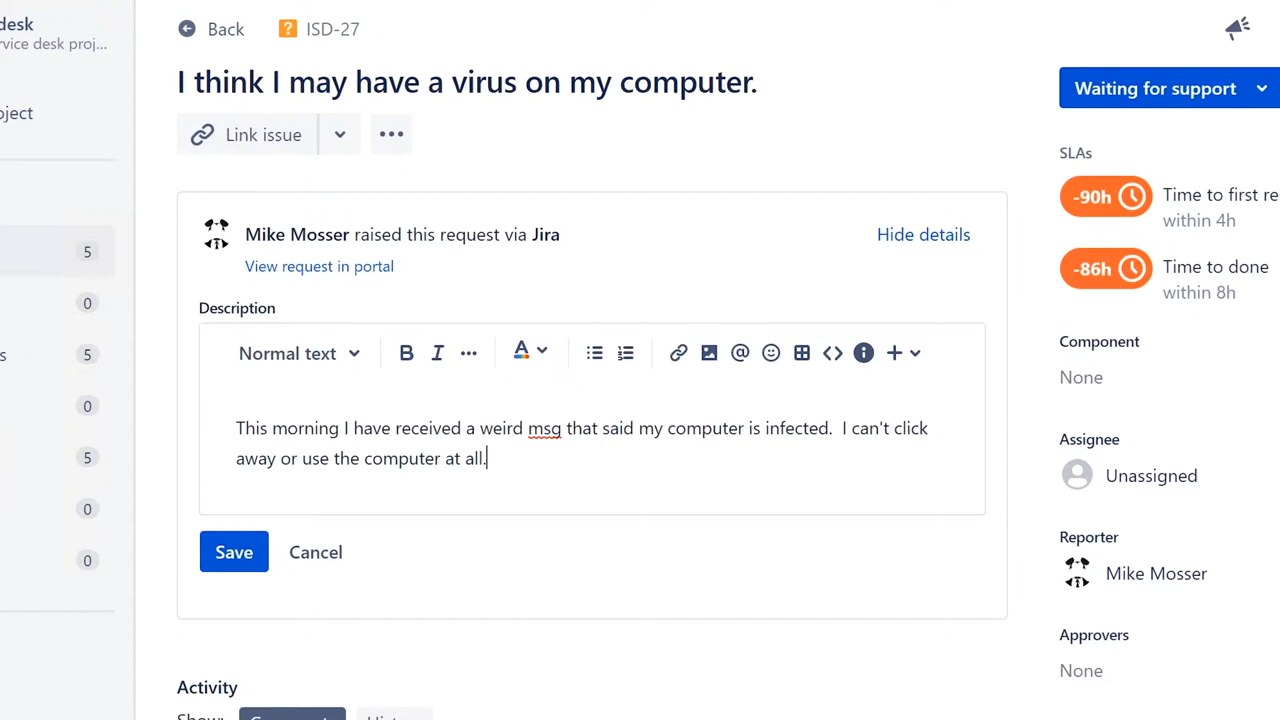 desk
rvice desk proj...
oject
5
0
s
5
0
5
0
0
Back
ISD-27
I think I may have a virus on my computer.
Link issue
Mike Mosser raised this request via Jira
Hide details
View request in portal
Description
Normal text
B I A @ <> i +
This morning I have received a weird msg that said my computer is infected. I can't click
away or use the computer at all.
Save Cancel
Activity
Show:
Waiting for support
SLAs
-90h Time to first re
within 4h
-86h Time to done
within 8h
Component
None
Assignee
Unassigned
Reporter
Mike Mosser
Approvers
None